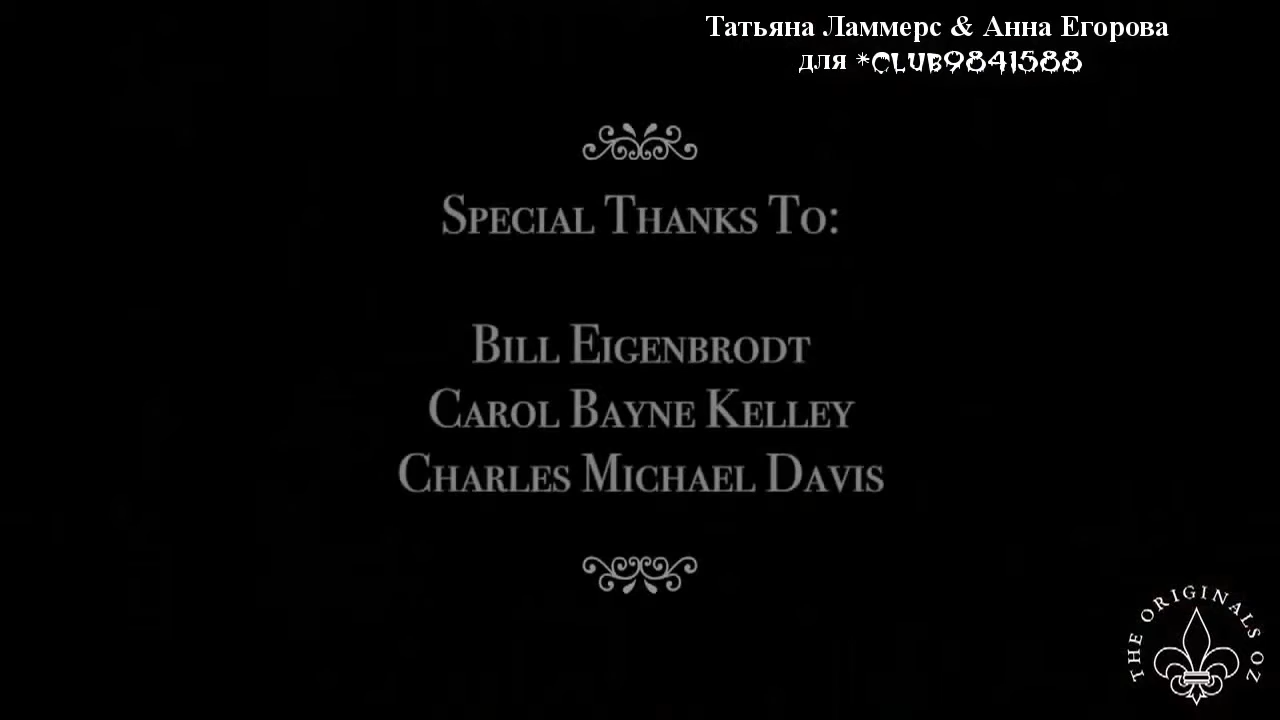 Татьяна Ламмерс & Анна Егорова
для *CLUB9841588
SPECIAL THANKS TO:
BILL EIGENBRODT
CAROL BAYNE KELLEY
CHARLES MICHAEL DAVIS
THE ORIGINALS OZ